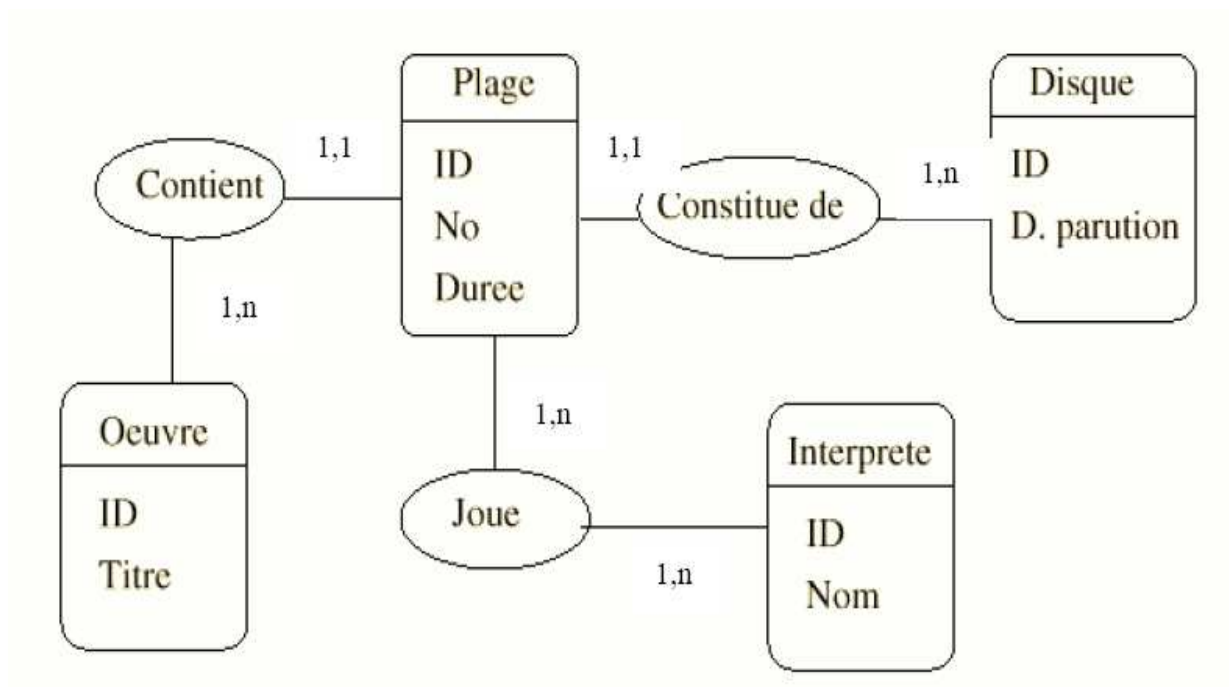 Plage
ID
No
Duree
Disque
ID
D. parution
Contient
1,1
1,1
Constitue de
1,n
1,n
Oeuvre
ID
Titre
1,n
Joue
1,n
Interprete
ID
Nom